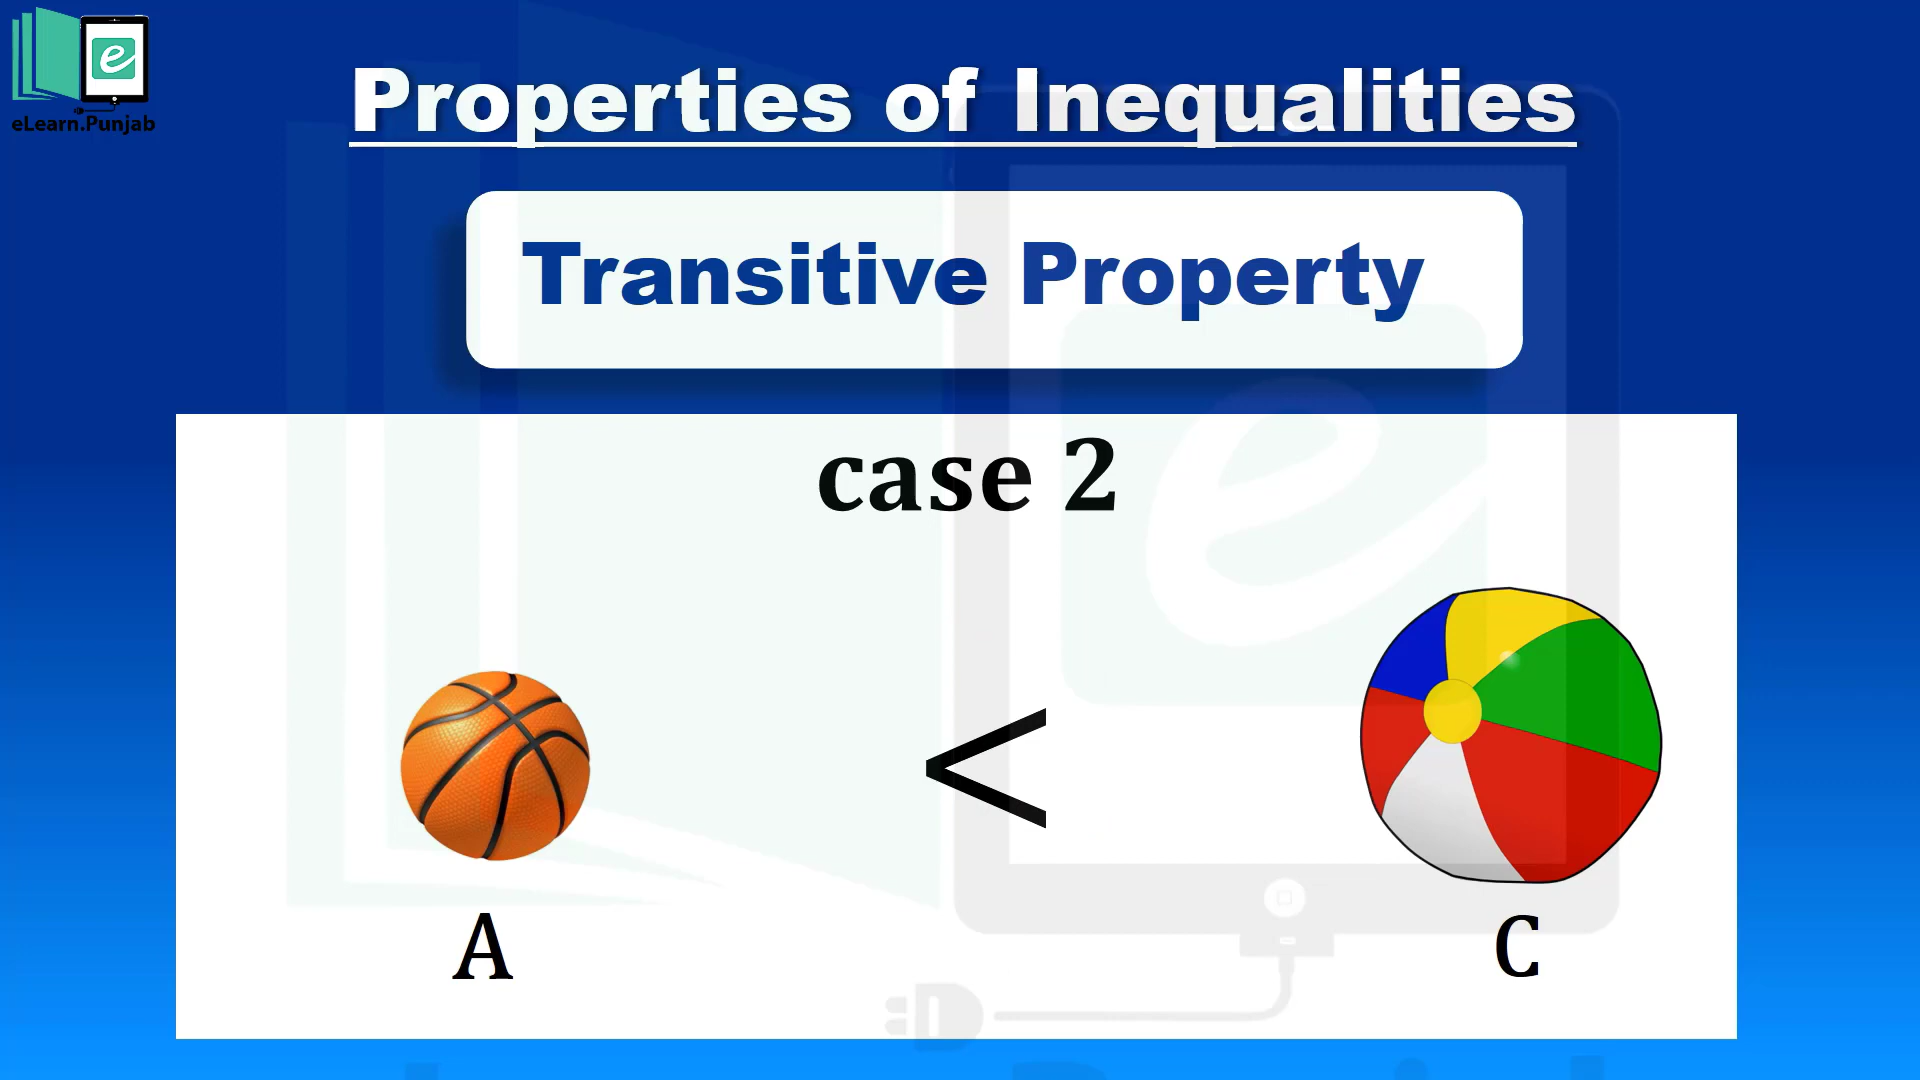 eLearn.Punjab
Properties of Inequalities
Transitive Property
case 2
<
A
C